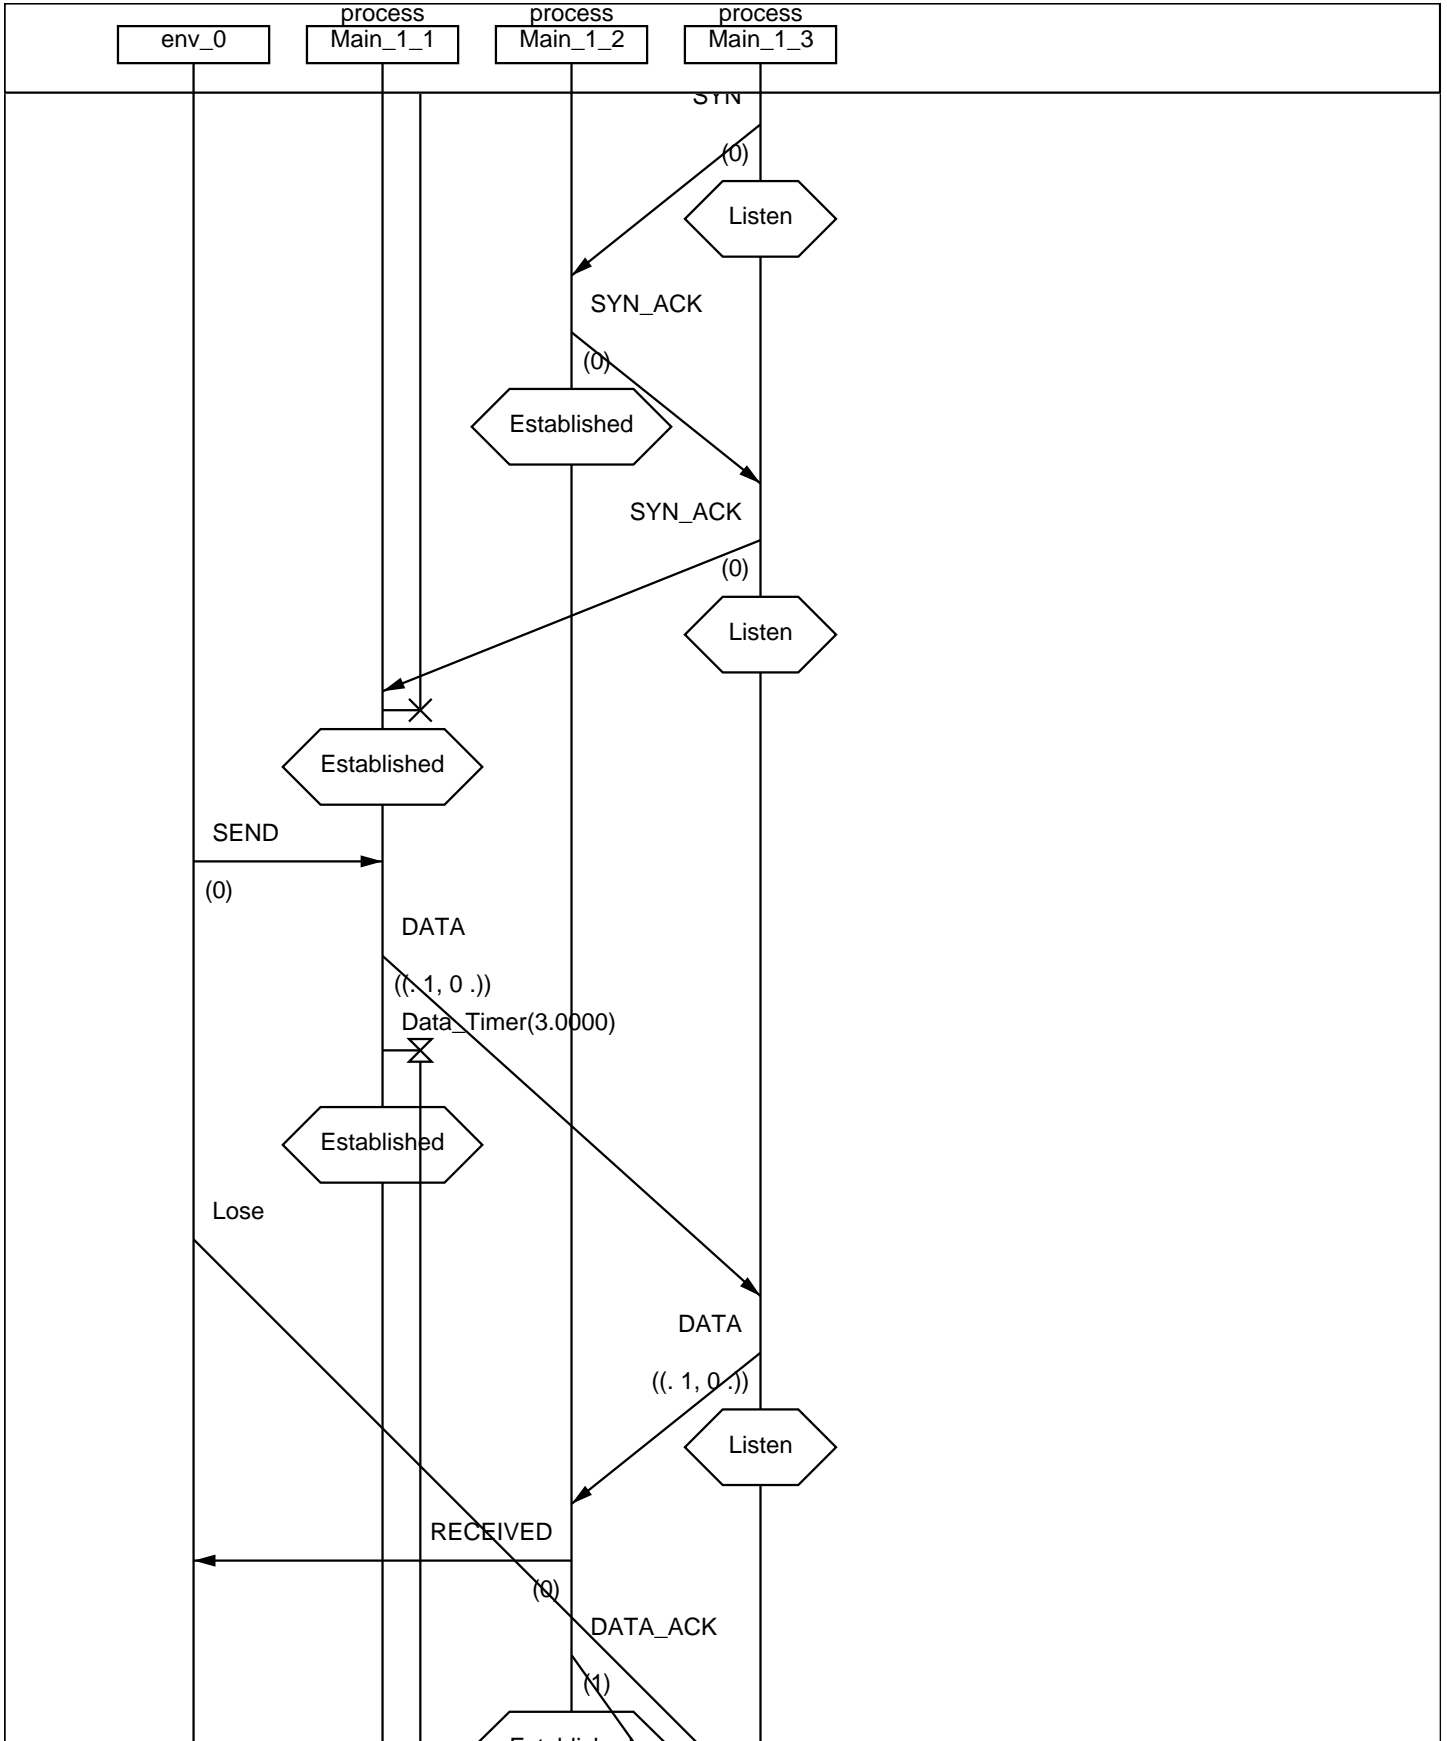 process process process
env_0 Main_1_1 Main_1_2 Main_1_3
SYN
(0)
Listen
SYN_ACK
(0)
Established
SYN_ACK
(0)
Listen
Established
SEND
(0)
DATA
((. 1, 0 .))
Data_Timer(3.0000)
Established
Lose
DATA
((. 1, 0 .))
Listen
RECEIVED
(0)
DATA_ACK
(1)